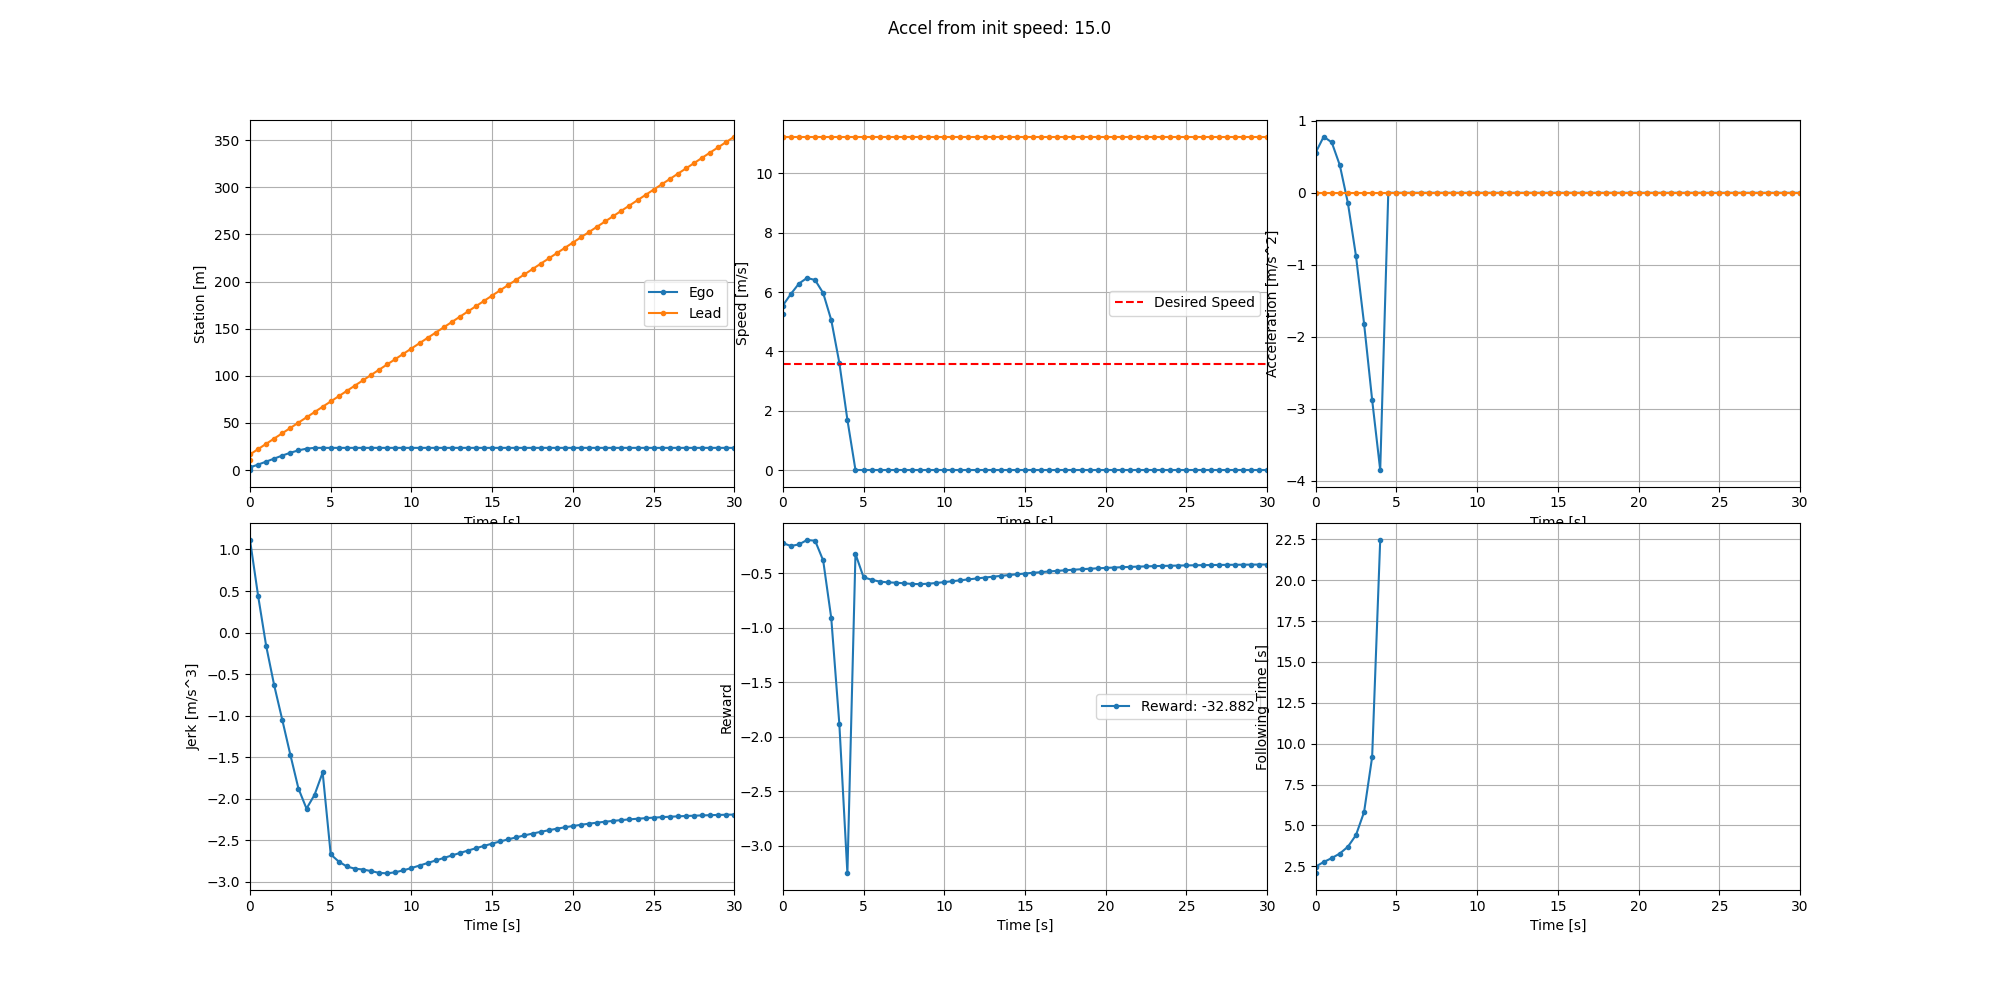 Accel from init speed: 15.0
Station [m]
350
300
250
200
150
100
50
0
Ego
Lead
0 5 10 15 20 25 30
Time [s]
Speed [m/s]
10
8
6
4
2
0
Desired Speed
0 5 10 15 20 25 30
Time [s]
Acceleration [m/s^2]
1
0
−1
−2
−3
−4
0 5 10 15 20 25 30
Time [s]
Jerk [m/s^3]
1.0
0.5
0.0
−0.5
−1.0
−1.5
−2.0
−2.5
−3.0
0 5 10 15 20 25 30
Time [s]
Reward
−0.5
−1.0
−1.5
−2.0
−2.5
−3.0
Reward: -32.882
0 5 10 15 20 25 30
Time [s]
Following Time [s]
22.5
20.0
17.5
15.0
12.5
10.0
7.5
5.0
2.5
0 5 10 15 20 25 30
Time [s]